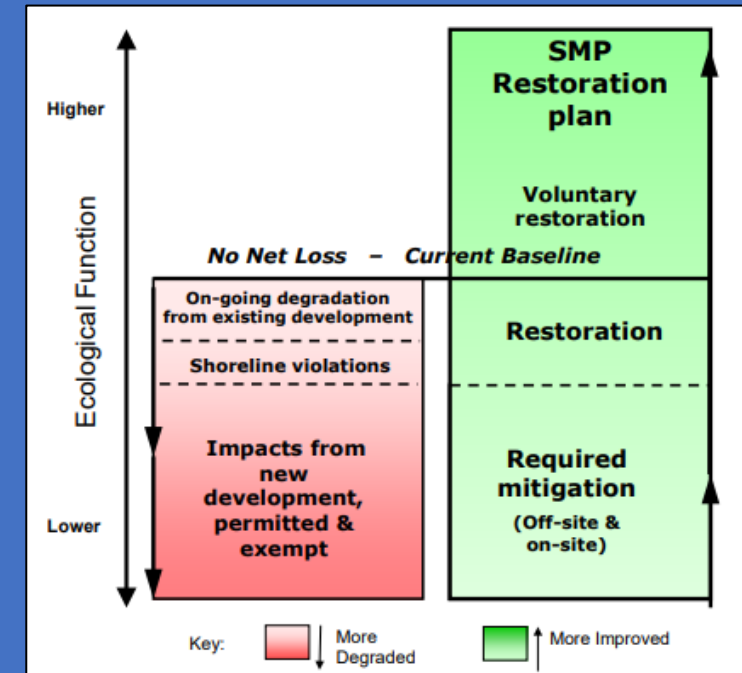 SMP
Restoration
plan
Higher
Voluntary
restoration
Ecological Function
No Net Loss – Current Baseline
On-going degradation
from existing development
Restoration
Shoreline violations
Impacts from
new
development,
permitted &
exempt
Required
mitigation
(Off-site &
on-site)
Lower
Key:
More
Degraded
More Improved